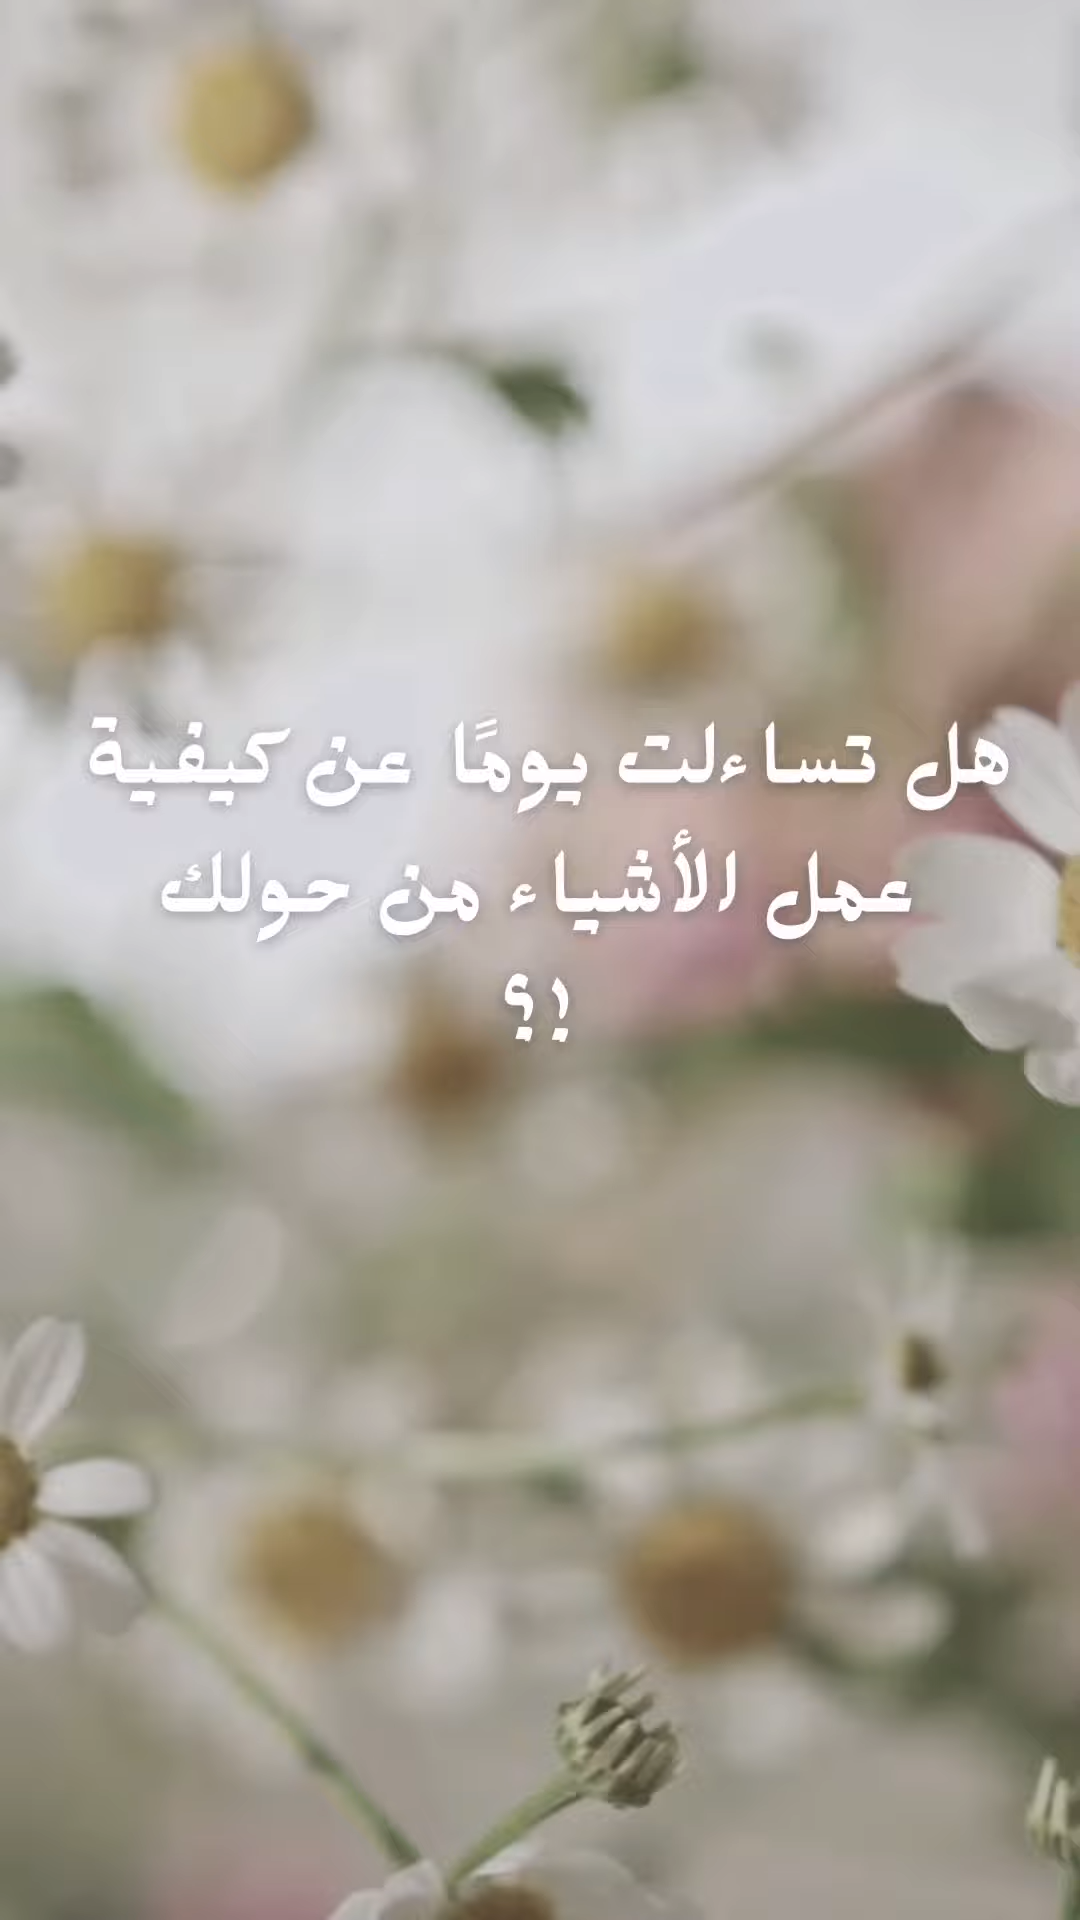 هل تساءلت يومًا عن كيفية
عمل الأشياء من حولك
!؟